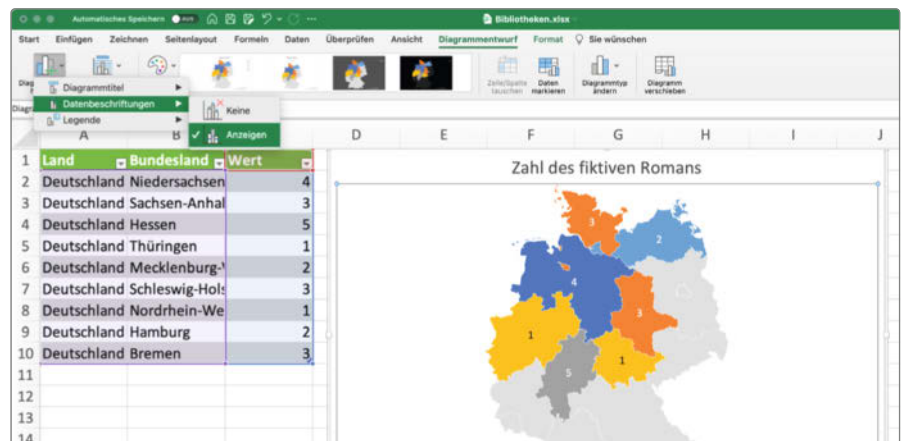 Automatisches Speichern AUS Bibliotheken.xlsx
Start Einfügen Zeichnen Seitenlayout Formeln Daten Überprüfen Ansicht Diagrammentwurf Format Sie wünschen
Diag
Zeile/Spalte tauschen
Daten markieren
Diagrammtyp ändern
Diagramm verschieben
Diagrammtitel
Datenbeschriftungen
Legende
Keine
Anzeigen
Diagr
A B D E F G H I J
1 Land Bundesland Wert
2 Deutschland Niedersachsen 4
3 Deutschland Sachsen-Anhal 3
4 Deutschland Hessen 5
5 Deutschland Thüringen 1
6 Deutschland Mecklenburg-V 2
7 Deutschland Schleswig-Hols 3
8 Deutschland Nordrhein-We 1
9 Deutschland Hamburg 2
10 Deutschland Bremen 3
11
12
13
14
Zahl des fiktiven Romans
3
2
4
3
1
1
5